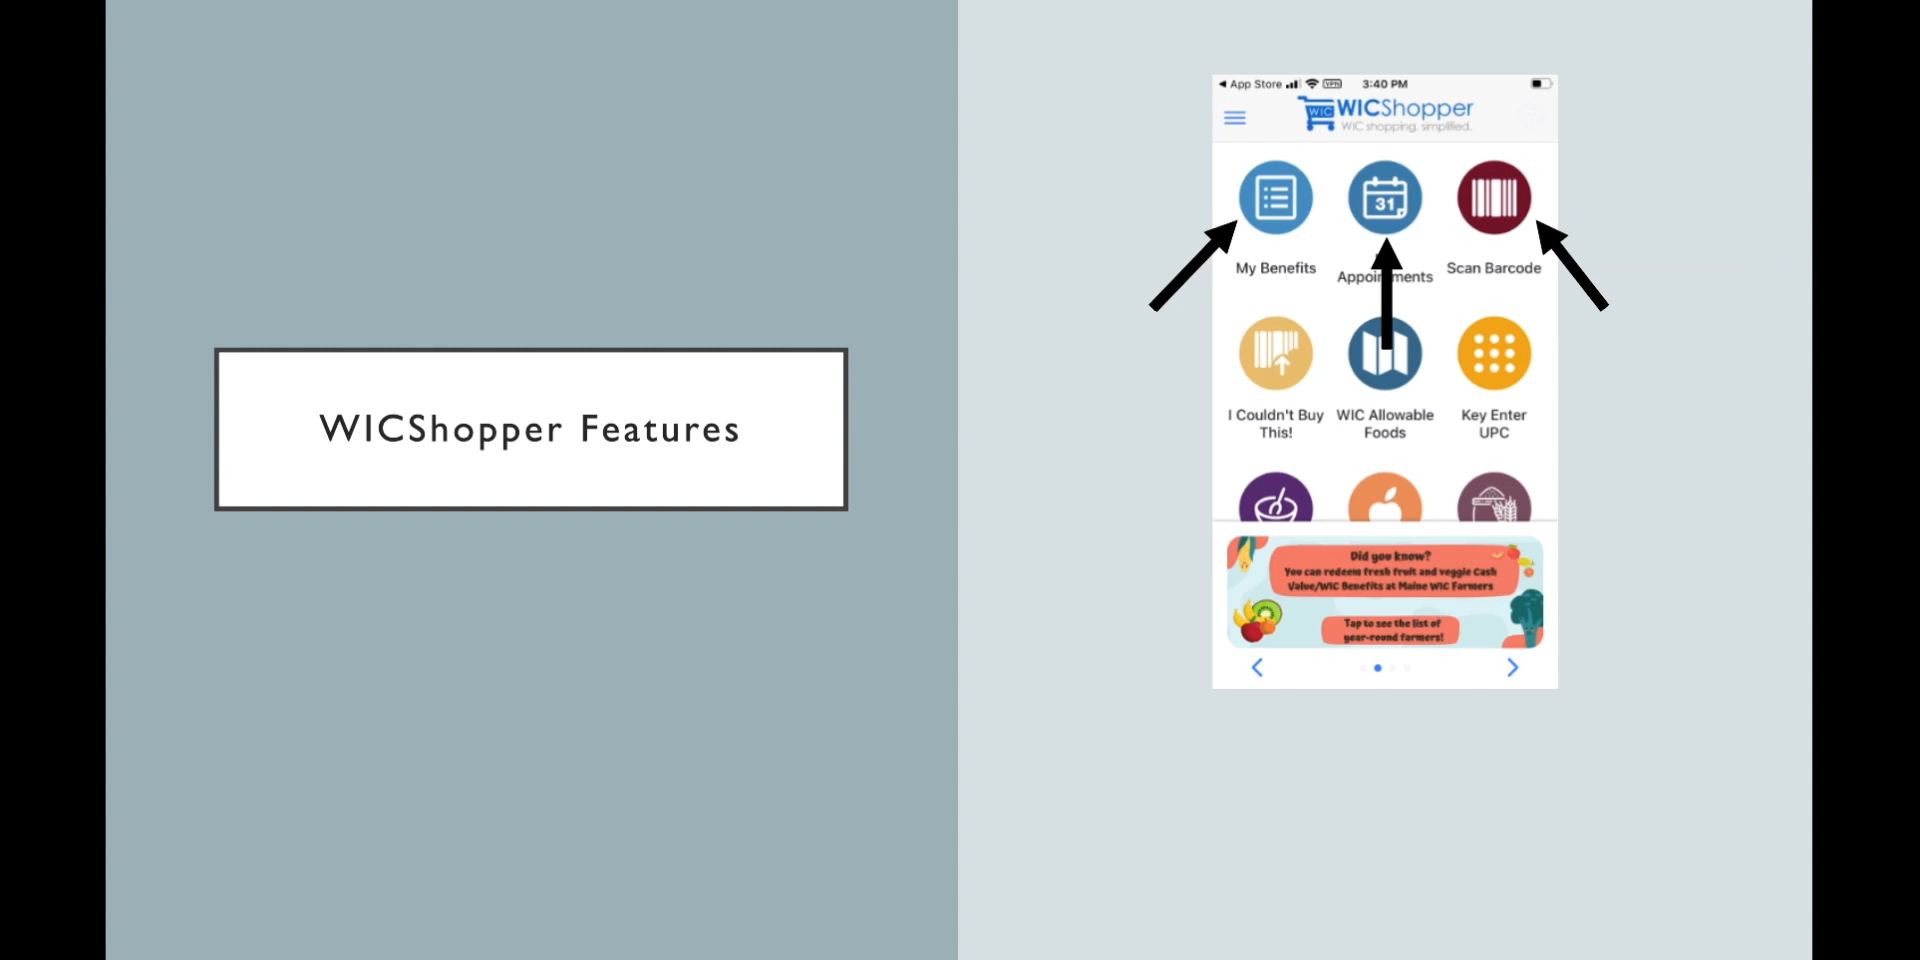 WICShopper Features
App Store VPN 3:40 PM
WIC WICShopper
WIC shopping. simplified.
31
My Benefits
Scan Barcode
I Couldn't Buy This!
WIC Allowable Foods
Key Enter UPC
Did you know?
You can redeem fresh fruit and veggie Cash
Value/WIC Benefits at Maine WIC Farmers
Tap to see the list of
year-round farmers!